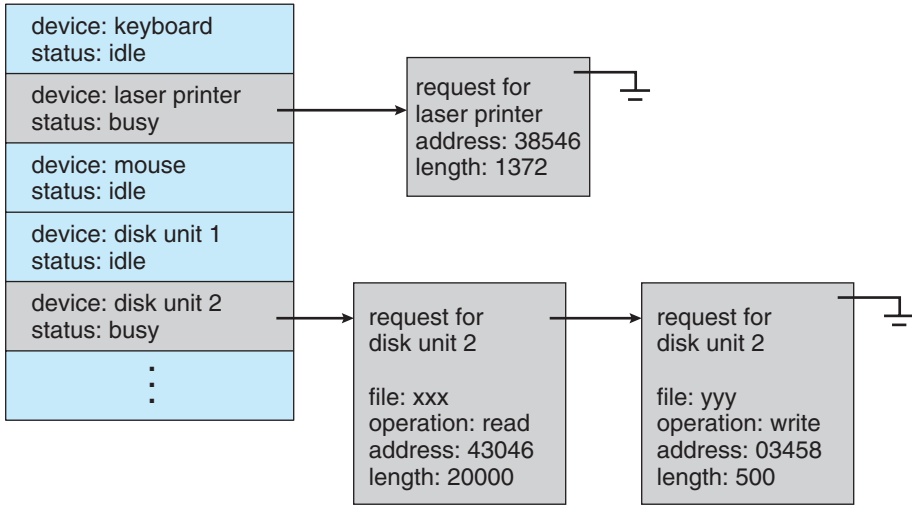 device: keyboard
status: idle
device: laser printer
status: busy
device: mouse
status: idle
device: disk unit 1
status: idle
device: disk unit 2
status: busy
request for
laser printer
address: 38546
length: 1372
request for
disk unit 2
file: xxx
operation: read
address: 43046
length: 20000
request for
disk unit 2
file: yyy
operation: write
address: 03458
length: 500